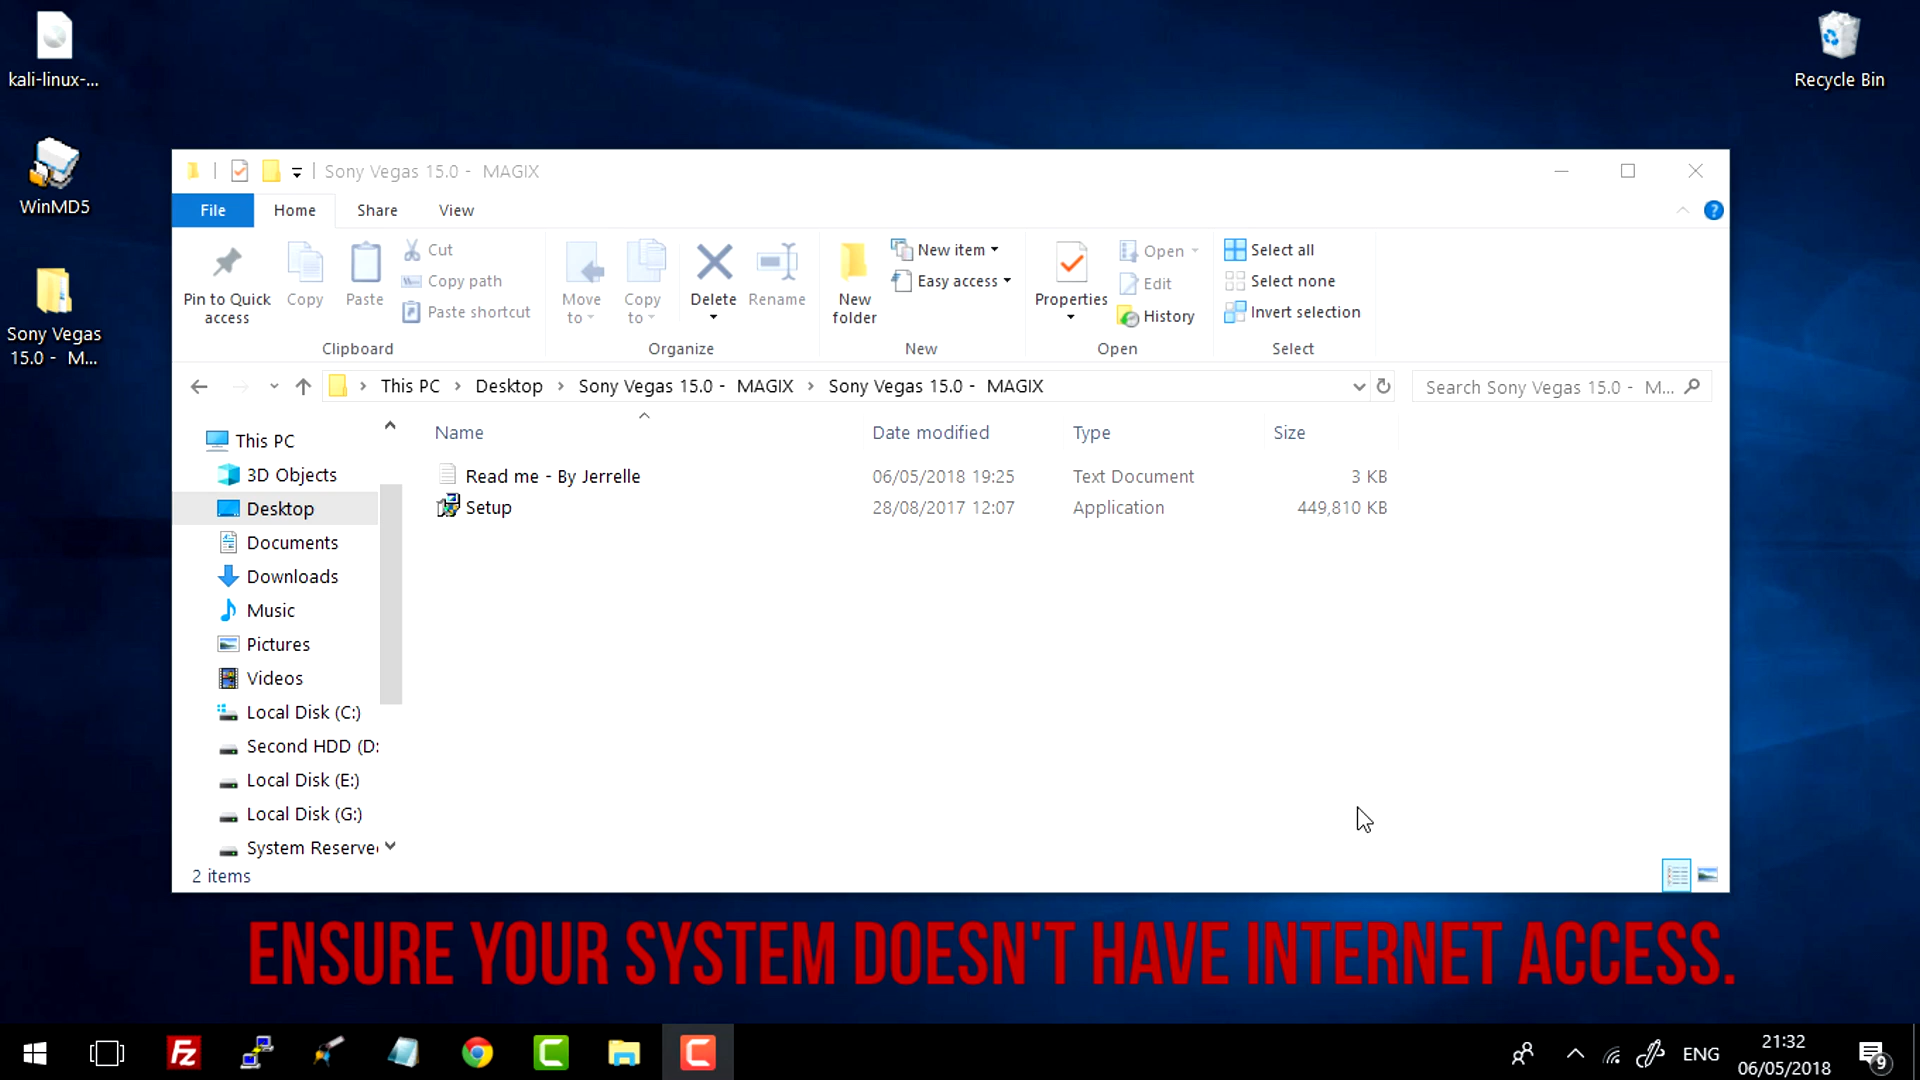 kali-linux-...
Recycle Bin
WinMD5
Sony Vegas
15.0 -  M...
Sony Vegas 15.0 -  MAGIX
File
Home
Share
View
Pin to Quick
access
Copy
Paste
Cut
Copy path
Paste shortcut
Clipboard
Move
to
Copy
to
Delete
Rename
Organize
New
folder
New item
Easy access
New
Properties
Open
Edit
History
Open
Select all
Select none
Invert selection
Select
This PC
Desktop
Sony Vegas 15.0 -  MAGIX
Sony Vegas 15.0 -  MAGIX
Search Sony Vegas 15.0 -  M...
Name
Date modified
Type
Size
Read me - By Jerrelle
06/05/2018 19:25
Text Document
3 KB
Setup
28/08/2017 12:07
Application
449,810 KB
This PC
3D Objects
Desktop
Documents
Downloads
Music
Pictures
Videos
Local Disk (C:)
Second HDD (D:
Local Disk (E:)
Local Disk (G:)
System Reserve
2 items
ENSURE YOUR SYSTEM DOESN'T HAVE INTERNET ACCESS.
ENG
21:32
06/05/2018
9